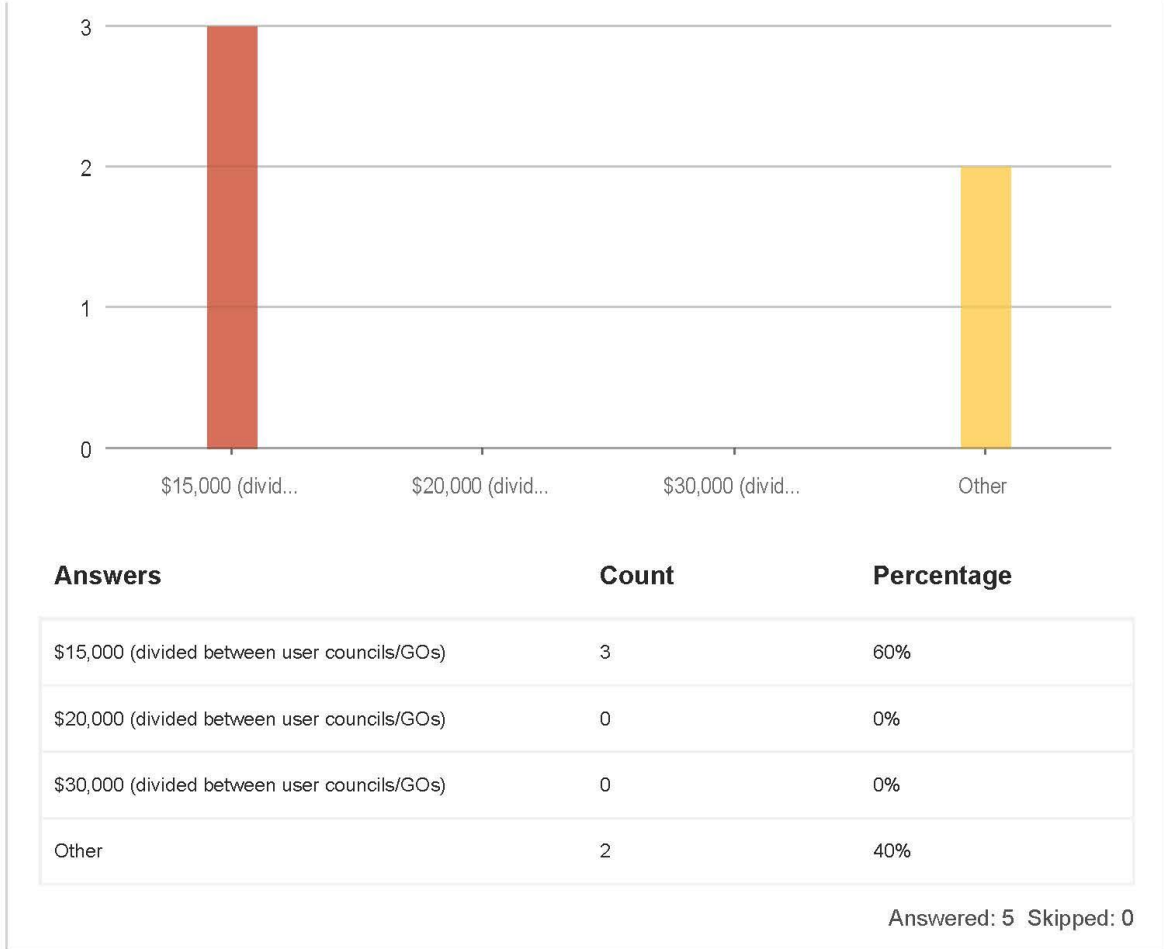 3
2
1
0
$15,000 (divid... $20,000 (divid... $30,000 (divid... Other
Answers Count Percentage
$15,000 (divided between user councils/GOs) 3 60%
$20,000 (divided between user councils/GOs) 0 0%
$30,000 (divided between user councils/GOs) 0 0%
Other 2 40%
Answered: 5 Skipped: 0